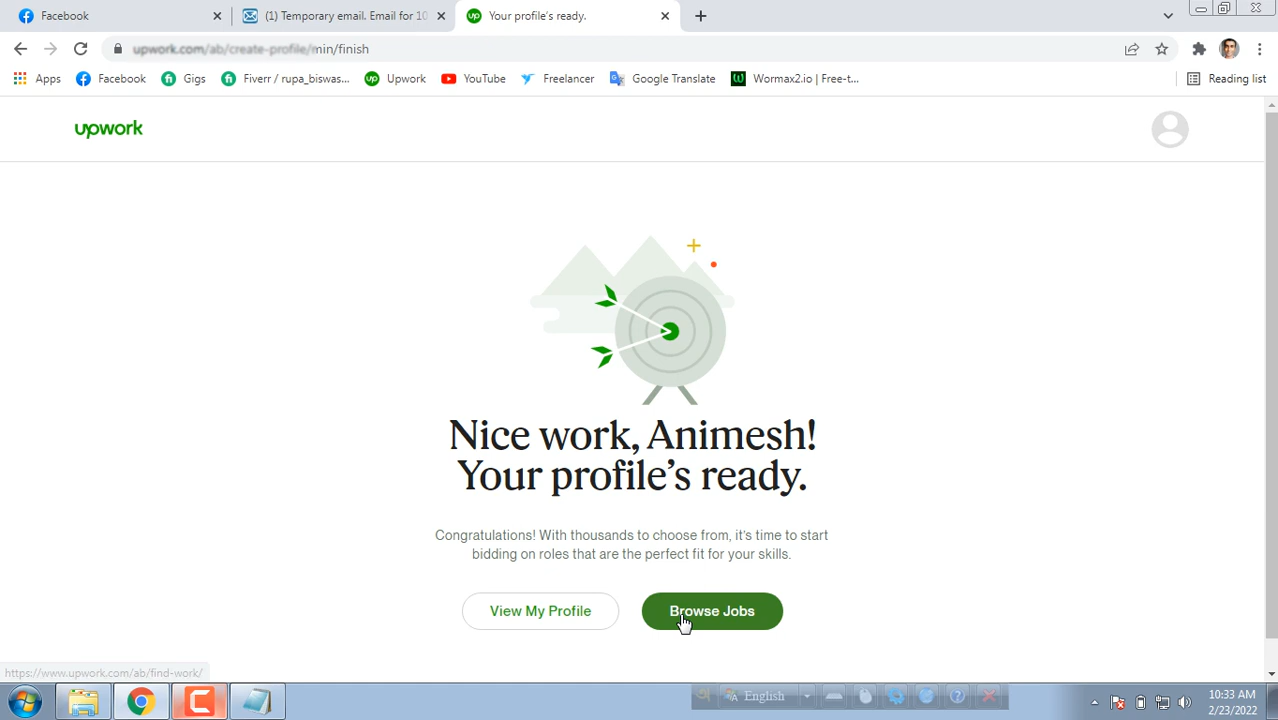 Facebook
(1) Temporary email. Email for 10
Your profile's ready.
upwork.com/ab/create-profile/min/finish
Apps
Facebook
Gigs
Fiverr / rupa_biswas...
Upwork
YouTube
Freelancer
Google Translate
Wormax2.io | Free-t...
Reading list
upwork
Nice work, Animesh!
Your profile's ready.
Congratulations! With thousands to choose from, it's time to start
bidding on roles that are the perfect fit for your skills.
View My Profile
Browse Jobs
https://www.upwork.com/ab/find-work/
English
10:33 AM
2/23/2022